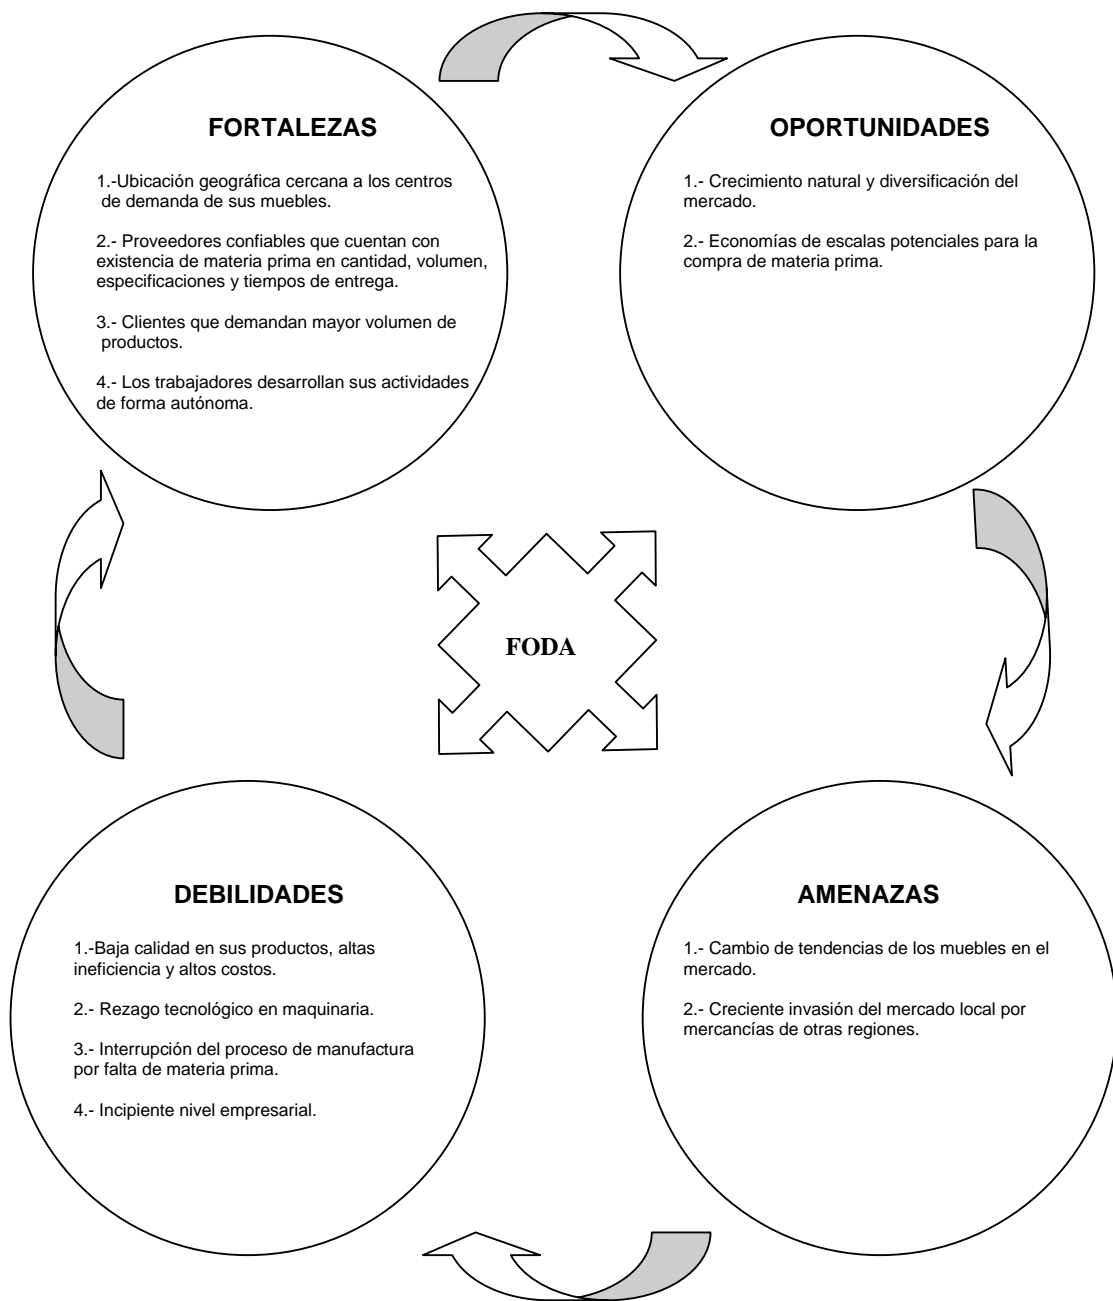 FORTALEZAS
1.-Ubicación geográfica cercana a los centros
de demanda de sus muebles.
2.- Proveedores confiables que cuentan con
existencia de materia prima en cantidad, volumen,
especificaciones y tiempos de entrega.
3.- Clientes que demandan mayor volumen de
productos.
4.- Los trabajadores desarrollan sus actividades
de forma autónoma.
OPORTUNIDADES
1.- Crecimiento natural y diversificación del
mercado.
2.- Economías de escalas potenciales para la
compra de materia prima.
FODA
DEBILIDADES
1.-Baja calidad en sus productos, altas
ineficiencia y altos costos.
2.- Rezago tecnológico en maquinaria.
3.- Interrupción del proceso de manufactura
por falta de materia prima.
4.- Incipiente nivel empresarial.
AMENAZAS
1.- Cambio de tendencias de los muebles en el
mercado.
2.- Creciente invasión del mercado local por
mercancías de otras regiones.